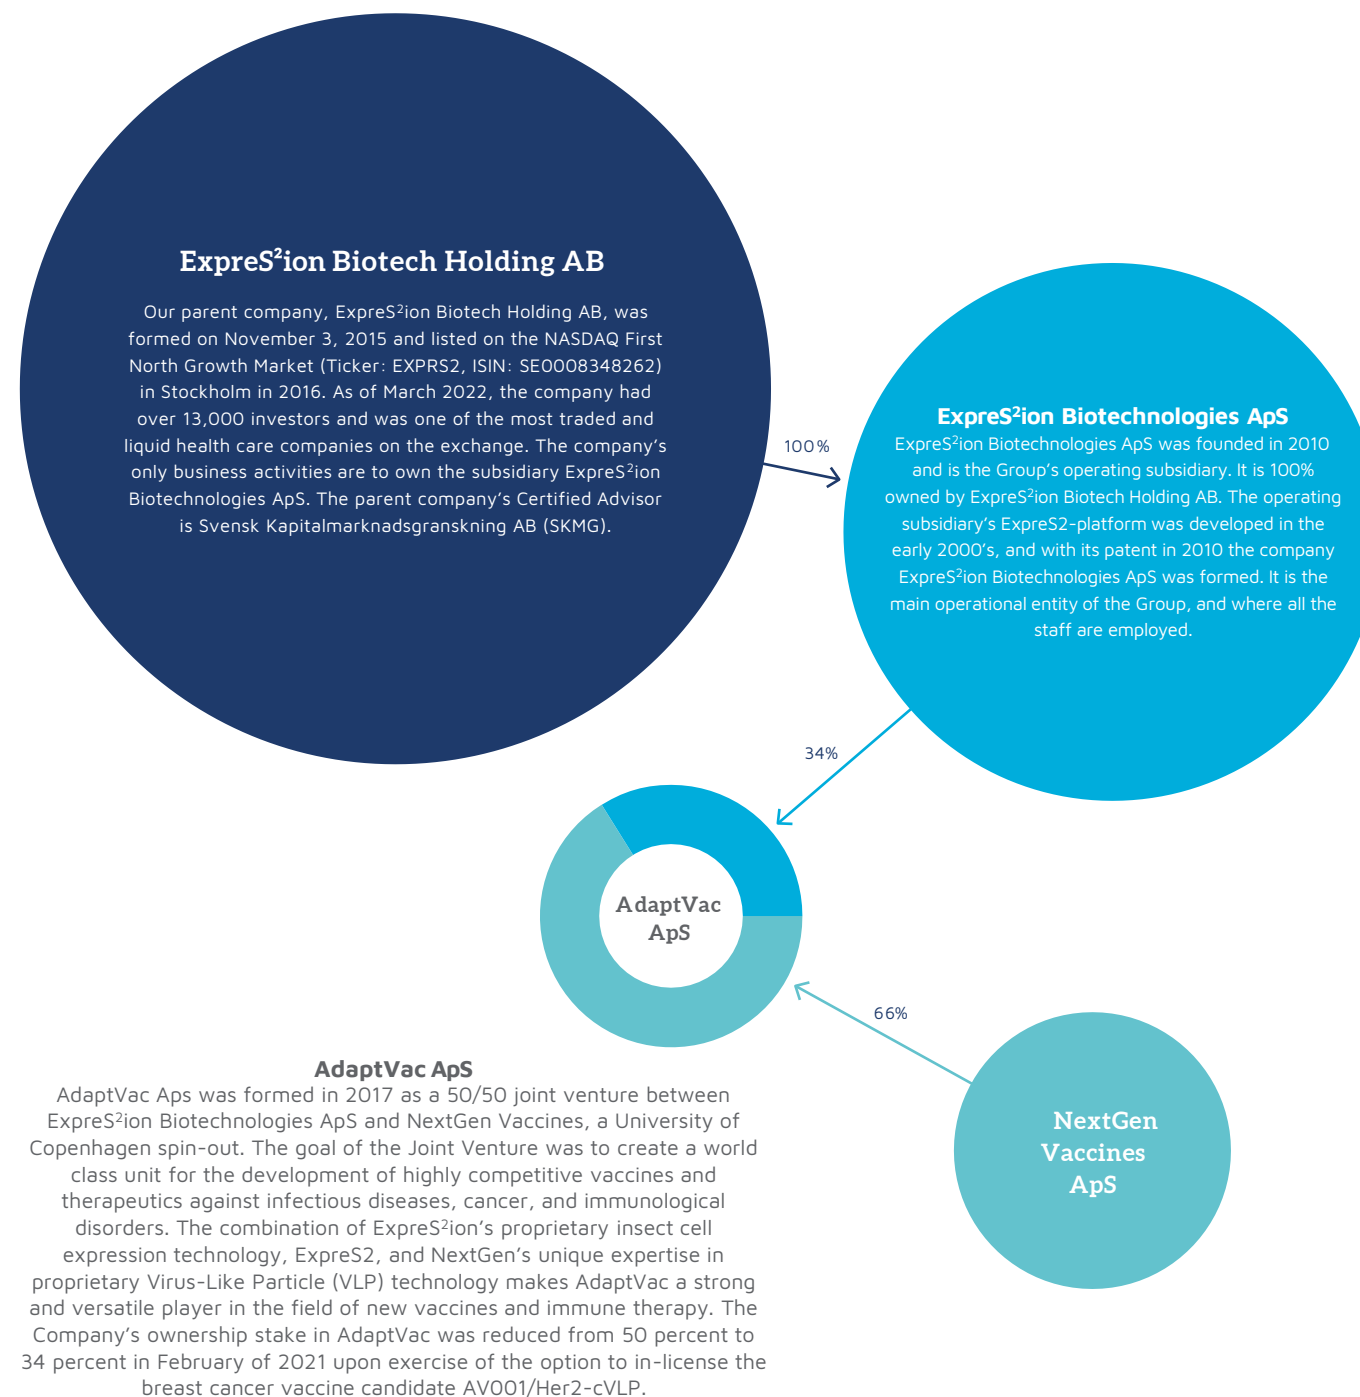 ExpreS²ion Biotech Holding AB
Our parent company, ExpreS²ion Biotech Holding AB, was
formed on November 3, 2015 and listed on the NASDAQ First
North Growth Market (Ticker: EXPRS2, ISIN: SE0008348262)
in Stockholm in 2016. As of March 2022, the company had
over 13,000 investors and was one of the most traded and
liquid health care companies on the exchange. The company's
only business activities are to own the subsidiary ExpreS²ion
Biotechnologies ApS. The parent company's Certified Advisor
is Svensk Kapitalmarknadsgranskning AB (SKMG).
100%
ExpreS²ion Biotechnologies ApS
ExpreS²ion Biotechnologies ApS was founded in 2010
and is the Group's operating subsidiary. It is 100%
owned by ExpreS²ion Biotech Holding AB. The operating
subsidiary's ExpreS2-platform was developed in the
early 2000's, and with its patent in 2010 the company
ExpreS²ion Biotechnologies ApS was formed. It is the
main operational entity of the Group, and where all the
staff are employed.
34%
AdaptVac
ApS
66%
NextGen
Vaccines
ApS
AdaptVac ApS
AdaptVac Aps was formed in 2017 as a 50/50 joint venture between
ExpreS²ion Biotechnologies ApS and NextGen Vaccines, a University of
Copenhagen spin-out. The goal of the Joint Venture was to create a world
class unit for the development of highly competitive vaccines and
therapeutics against infectious diseases, cancer, and immunological
disorders. The combination of ExpreS²ion's proprietary insect cell
expression technology, ExpreS2, and NextGen's unique expertise in
proprietary Virus-Like Particle (VLP) technology makes AdaptVac a strong
and versatile player in the field of new vaccines and immune therapy. The
Company's ownership stake in AdaptVac was reduced from 50 percent to
34 percent in February of 2021 upon exercise of the option to in-license the
breast cancer vaccine candidate AV001/Her2-cVLP.